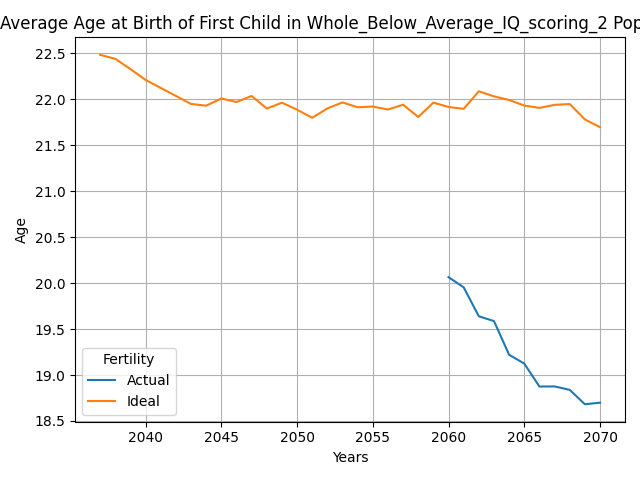 Average Age at Birth of First Child in Whole_Below_Average_IQ_scoring_2 Pop
22.5
22.0
21.5
21.0
20.5
20.0
19.5
19.0
18.5
Age
Fertility
Actual
Ideal
2040 2045 2050 2055 2060 2065 2070
Years